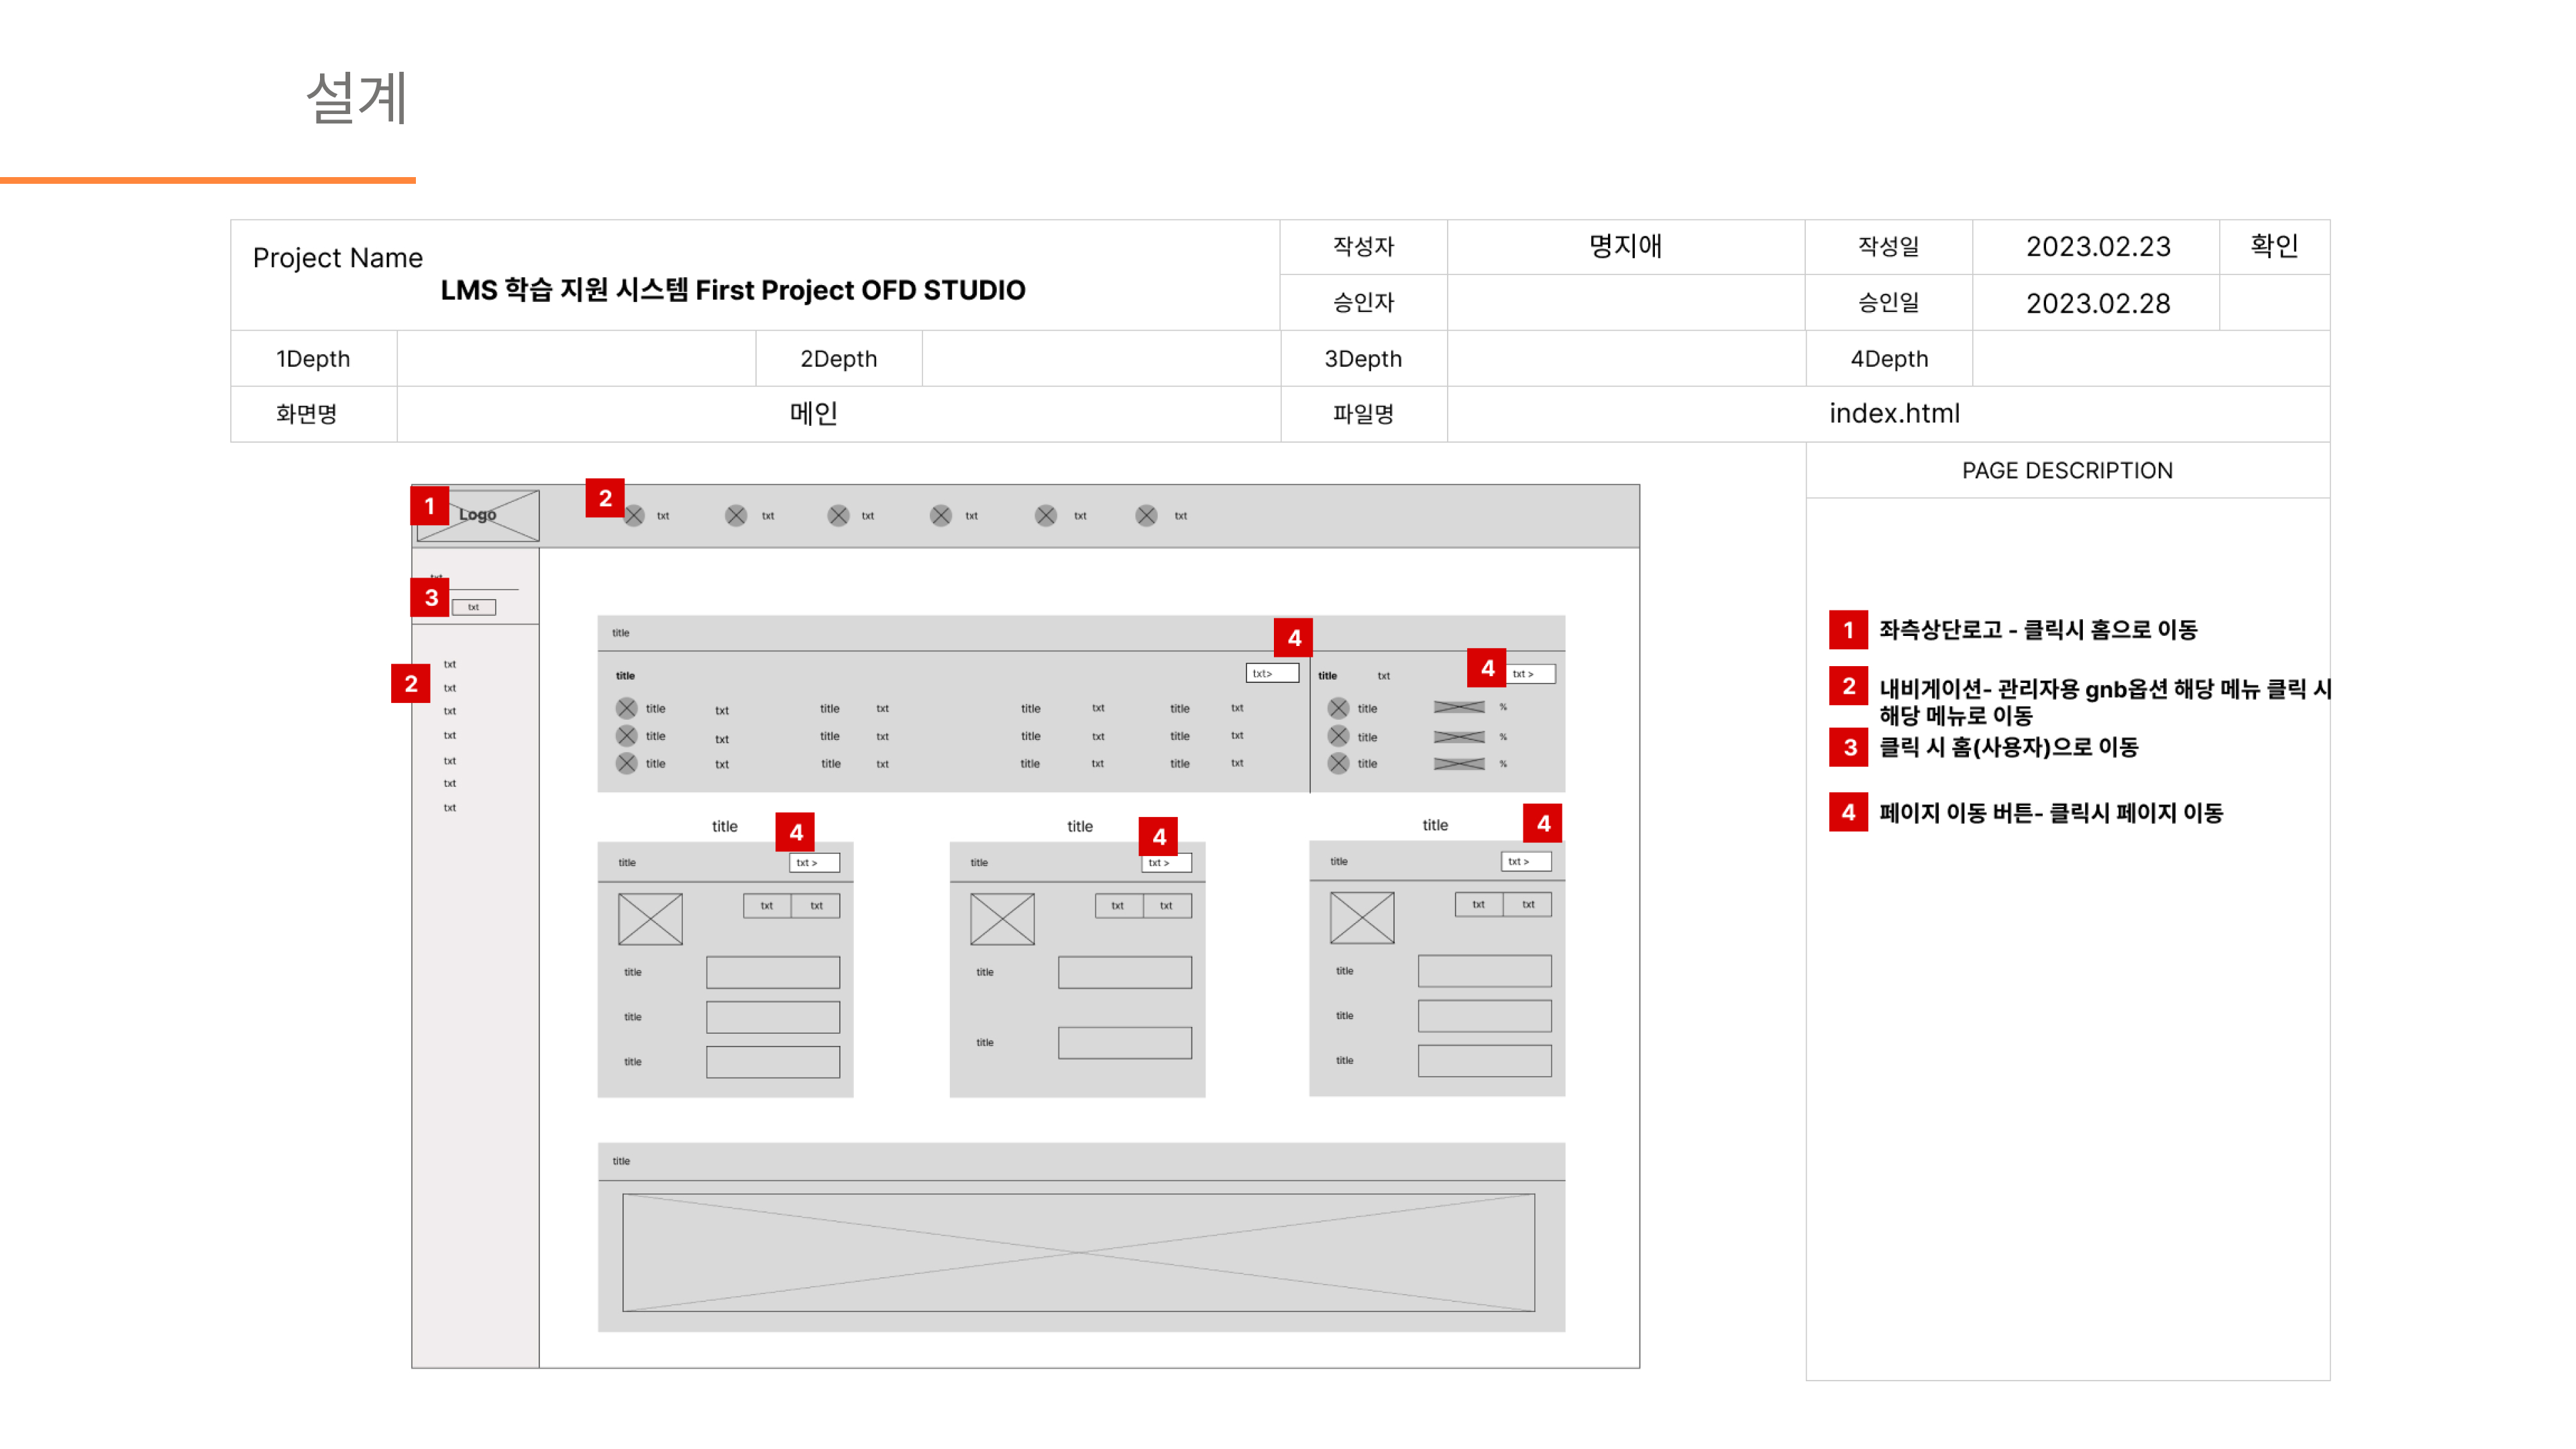 설계
Project Name
LMS 학습 지원 시스템 First Project OFD STUDIO
작성자 명지애 작성일 2023.02.23 확인
승인자 승인일 2023.02.28
1Depth 2Depth 3Depth 4Depth
화면명 메인 파일명 index.html
PAGE DESCRIPTION
1 Logo
2 txt txt txt txt txt txt
3 txt
2
txt
txt
txt
txt
txt
txt
txt
title
4
title txt>
title txt title txt title txt title txt
title txt title txt title txt title txt
title txt title txt title txt title txt
title txt 4 txt >
title %
title %
title %
title 4
title txt >
txt txt
title
title
title
title 4
title txt >
txt txt
title
title
title 4
title txt >
txt txt
title
title
title
title
1 좌측상단로고 - 클릭시 홈으로 이동
2 내비게이션- 관리자용 gnb옵션 해당 메뉴 클릭 시
해당 메뉴로 이동
3 클릭 시 홈(사용자)으로 이동
4 페이지 이동 버튼- 클릭시 페이지 이동